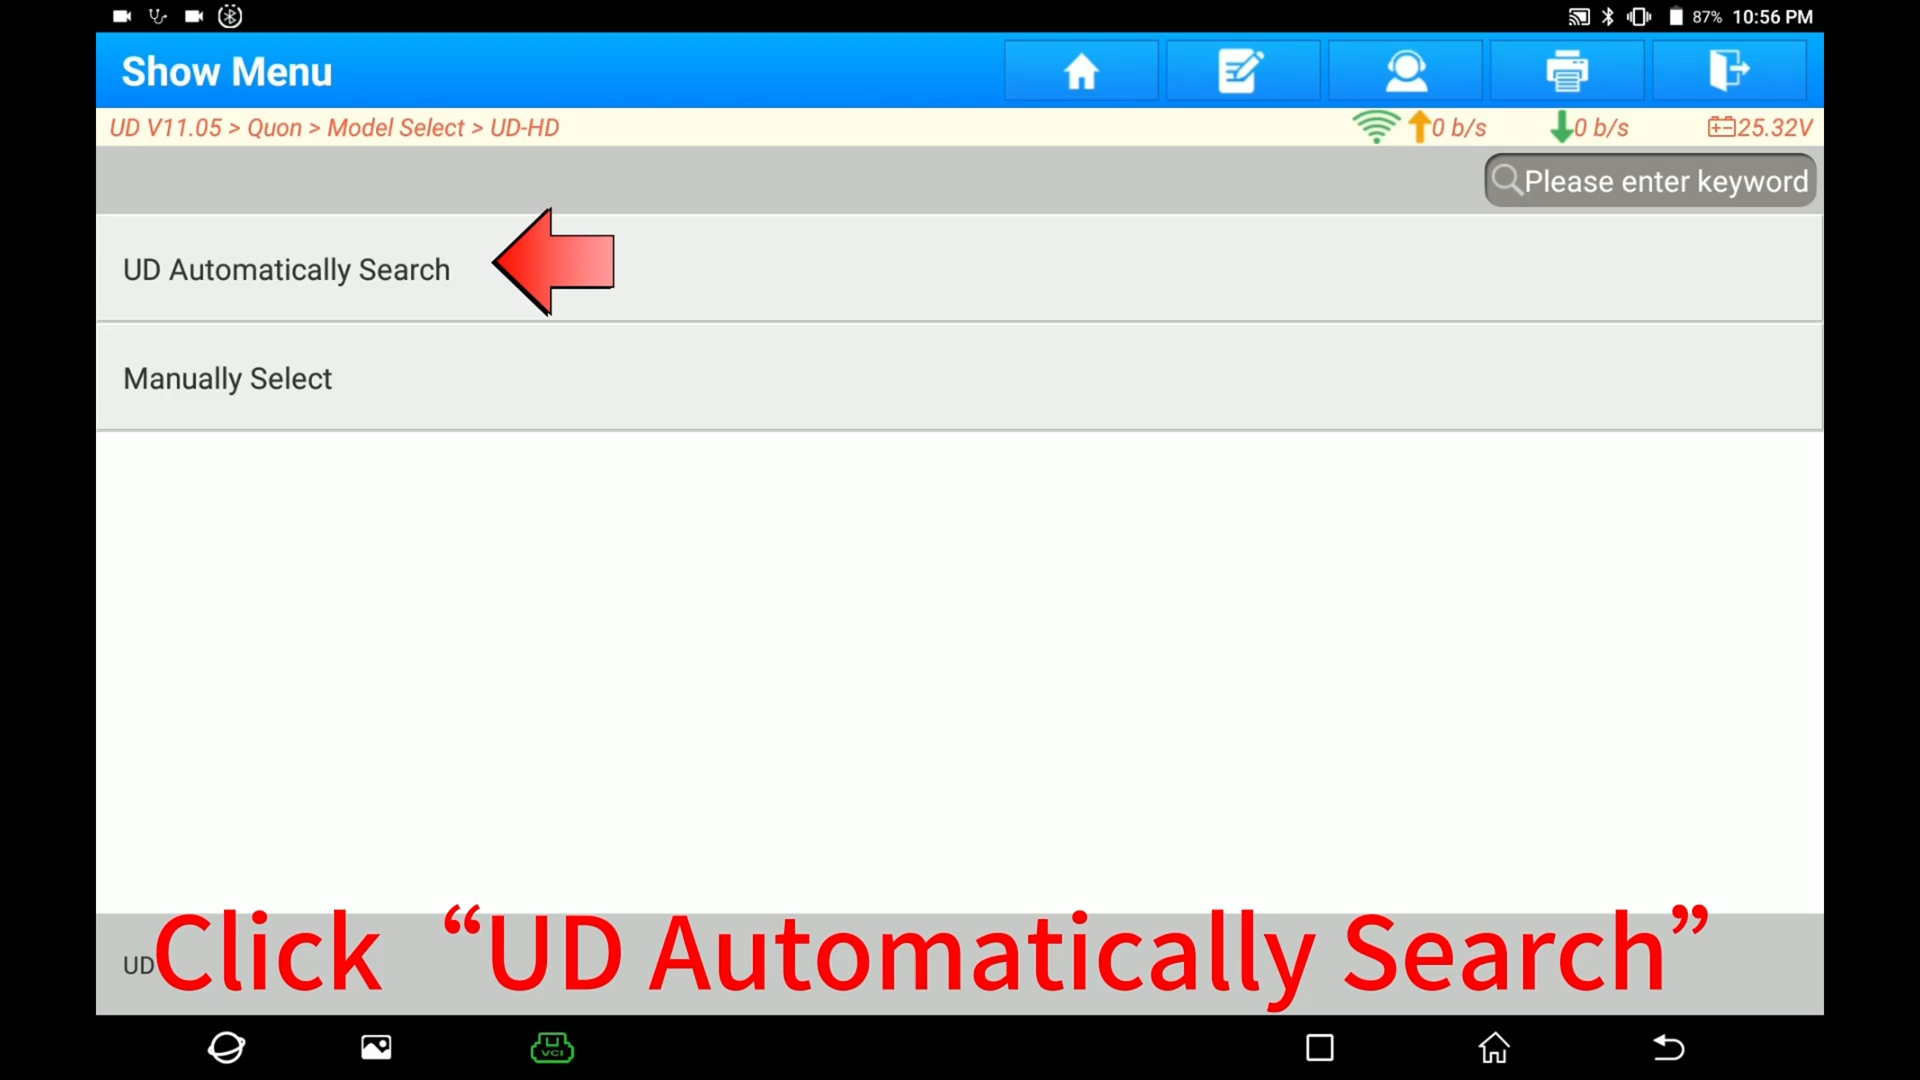 87% 10:56 PM
Show Menu
UD V11.05 > Quon > Model Select > UD-HD
0 b/s 0 b/s 25.32V
Please enter keyword
UD Automatically Search
Manually Select
UD
Click “UD Automatically Search”
VCI